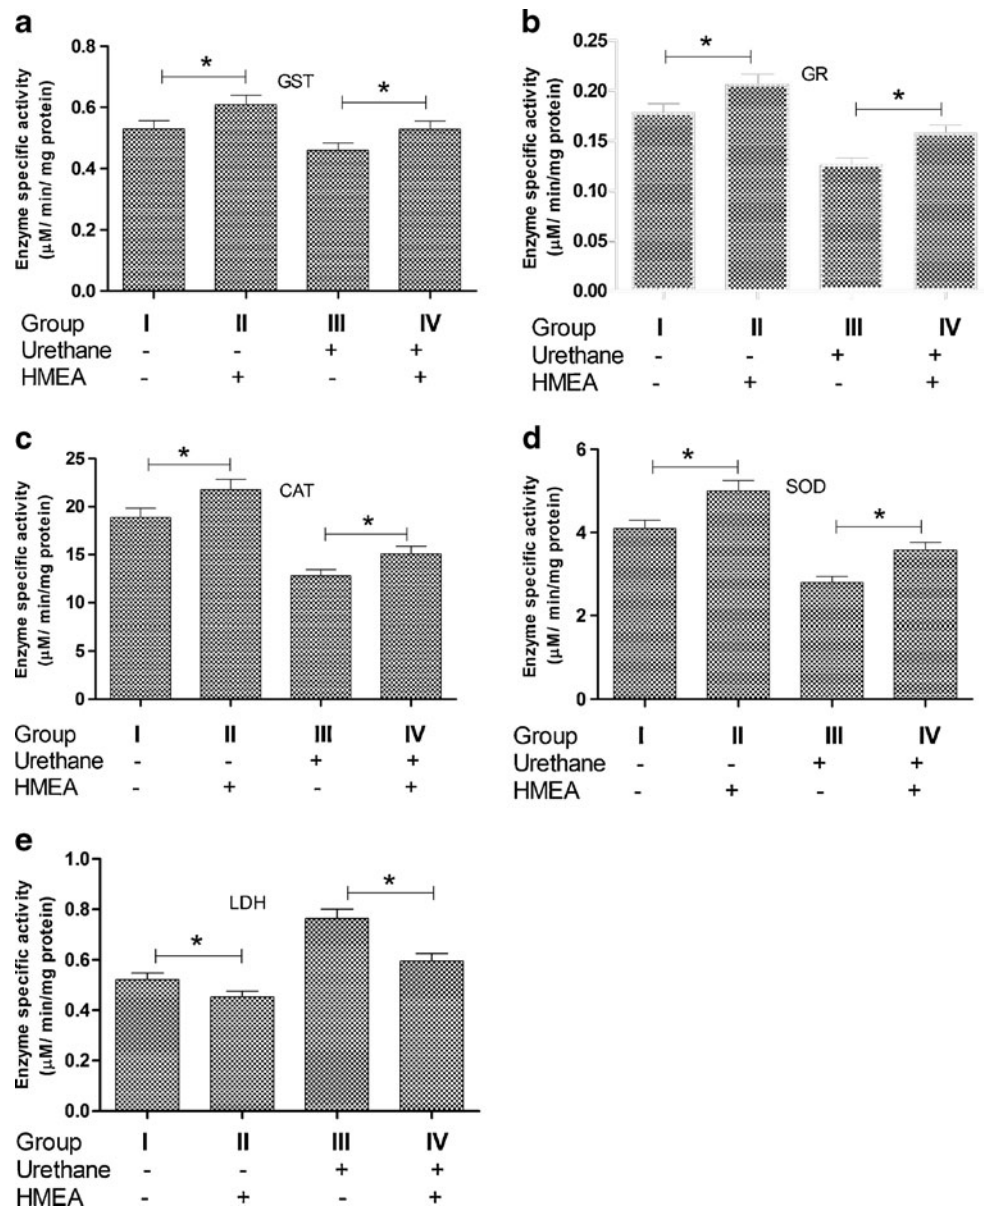 a
b
Enzyme specific activity
(µM/ min/ mg protein)
0.8
0.6
0.4
0.2
0.0
*
GST
*
Group I II III IV
Urethane - - + +
HMEA - + - +
Enzyme specific activity
(µM/ min/mg protein)
0.25
0.20
0.15
0.10
0.05
0.00
*
GR
*
Group I II III IV
Urethane - - + +
HMEA - + - +
c
d
Enzyme specific activity
(µM/ min/mg protein)
25
20
15
10
5
0
*
CAT
*
Group I II III IV
Urethane - - + +
HMEA - + - +
Enzyme specific activity
(µM/ min/mg protein)
6
4
2
0
*
SOD
*
Group I II III IV
Urethane - - + +
HMEA - + - +
e
Enzyme specific activity
(µM/ min/mg protein)
1.0
0.8
0.6
0.4
0.2
0.0
*
LDH
*
Group I II III IV
Urethane - - + +
HMEA - + - +